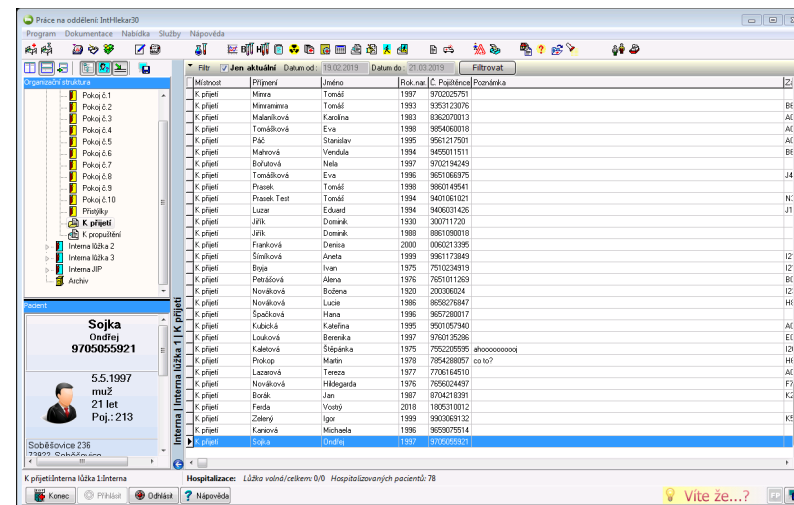 Práce na oddělení: IntHlekar30
Program Dokumentace Nabídka Služby Nápověda
Filtr Jen aktuální Datum od: 19.02.2019 Datum do: 21.03.2019 Filtrovat
Organizační struktura
Pokoj č.1
Pokoj č.2
Pokoj č.3
Pokoj č.4
Pokoj č.5
Pokoj č.6
Pokoj č.7
Pokoj č.8
Pokoj č.9
Pokoj č.10
Přistýlky
K přijetí
K propuštění
Interna lůžka 2
Interna lůžka 3
Interna JIP
Archiv
Pacient
Sojka
Ondřej
9705055921
5.5.1997
muž
21 let
Poj.: 213
Soběšovice 236
73922 Soběšovice
Interna | Interna lůžka 1 | K přijetí
Místnost Příjmení Jméno Rok.nar. Č. Pojištěnce Poznámka
K přijetí Mimra Tomáš 1997 9702025751
K přijetí Mimramimra Tomáš 1993 9353123076
K přijetí Malaníková Karolína 1983 8362070013
K přijetí Tomášková Eva 1998 9854060018
K přijetí Páč Stanislav 1995 9561217501
K přijetí Mahrová Vendula 1994 9455011511
K přijetí Bořutová Nela 1997 9702194249
K přijetí Tomášková Eva 1996 9651066975 J4
K přijetí Prasek Tomáš 1998 9860149541
K přijetí Prasek Test Tomáš 1994 9401061021
K přijetí Luzar Eduard 1994 9406031426 J1
K přijetí Jiřík Dominik 1930 300711720
K přijetí Jiřík Dominik 1988 8861090018
K přijetí Franková Denisa 2000 0060213395
K přijetí Šimíková Aneta 1999 9961173849
K přijetí Bryja Ivan 1975 7510234919
K přijetí Petrášová Alena 1976 7651011269
K přijetí Nováková Božena 1920 200306024
K přijetí Nováková Lucie 1986 8658276847
K přijetí Špačková Hana 1996 9657280017
K přijetí Kubická Kateřina 1995 9501057940
K přijetí Louková Berenika 1997 9760135286
K přijetí Kaletová Štěpánka 1975 7552205595 ahoooooooooj
K přijetí Prokop Martin 1978 7854288057 co to?
K přijetí Lazarová Tereza 1977 7706164510
K přijetí Nováková Hildegarda 1976 7656024497
K přijetí Borák Jan 1987 8704218391
K přijetí Ferda Vostrý 2018 1805310012
K přijetí Zelený Igor 1999 9903069132
K přijetí Kaniová Michaela 1996 9659075514
K přijetí Sojka Ondřej 1997 9705055921
K přijetí:Interna lůžka 1:Interna Hospitalizace: Lůžka volná/celkem: 0/0 Hospitalizovaných pacientů: 78
Konec Přihlásit Odhlásit Nápověda Víte že...?